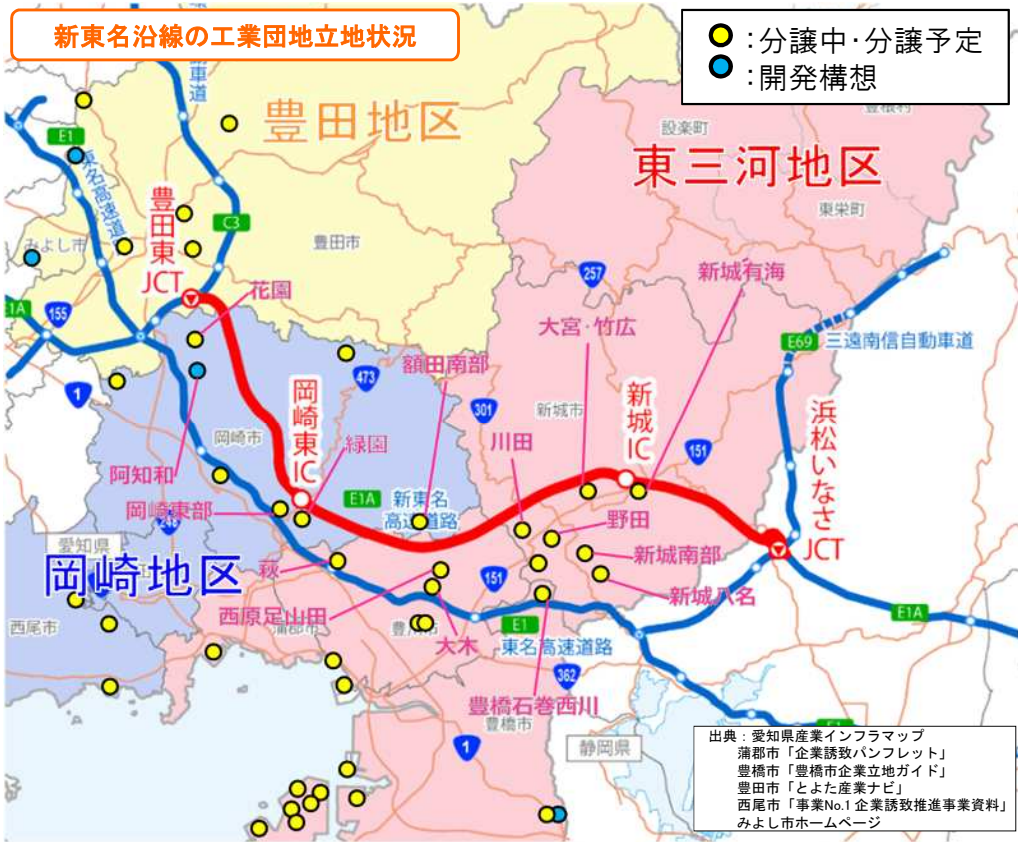 新東名沿線の工業団地立地状況
：分譲中・分譲予定
：開発構想
豊田地区
東三河地区
設楽町
豊根村
東栄町
E1
東名高速道路
豊田東
JCT
C3
みよし市
豊田市
E1A
155
花園
257
新城有海
大宮・竹広
額田南部
473
E69
三遠南信自動車道
1
岡崎東IC
301
新城市
新城IC
浜松いなさ
JCT
岡崎市
緑園
川田
151
阿知和
E1A
新東名
高速道路
岡崎東部
248
野田
愛知県
新城南部
岡崎地区
萩
151
新城八名
西尾市
西原足山田
蒲郡市
豊川市
大木
E1
東名高速道路
E1A
362
豊橋石巻西川
豊橋市
1
静岡県
出典：愛知県産業インフラマップ
蒲郡市「企業誘致パンフレット」
豊橋市「豊橋市企業立地ガイド」
豊田市「とよた産業ナビ」
西尾市「事業No.1 企業誘致推進事業資料」
みよし市ホームページ